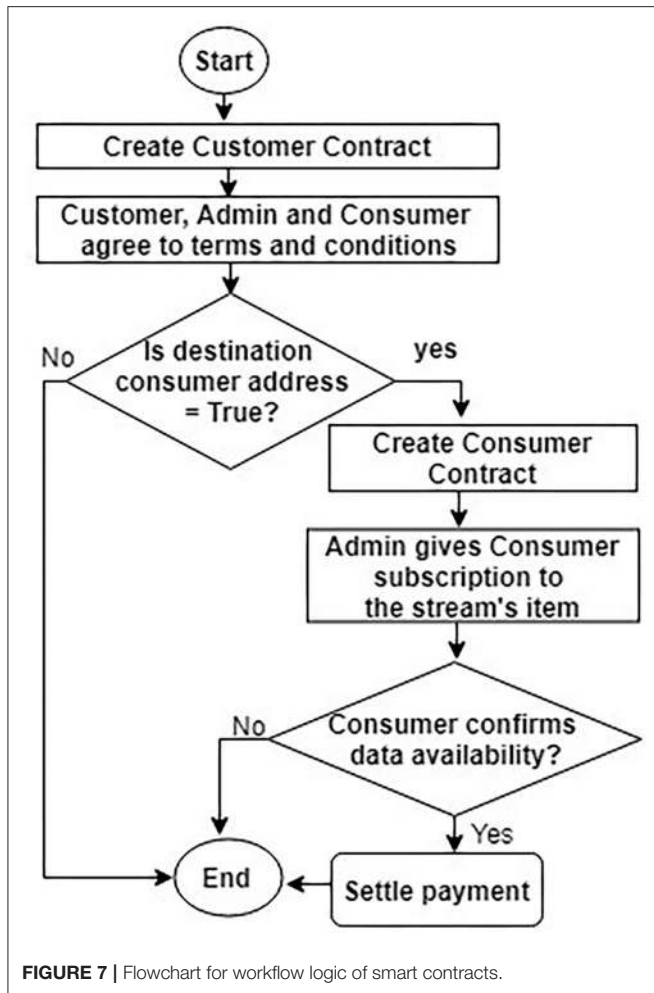 Start
Create Customer Contract
Customer, Admin and Consumer
agree to terms and conditions
No
Is destination
consumer address
= True?
yes
Create Consumer
Contract
Admin gives Consumer
subscription to
the stream's item
No
Consumer confirms
data availability?
Yes
End
Settle payment
FIGURE 7 | Flowchart for workflow logic of smart contracts.